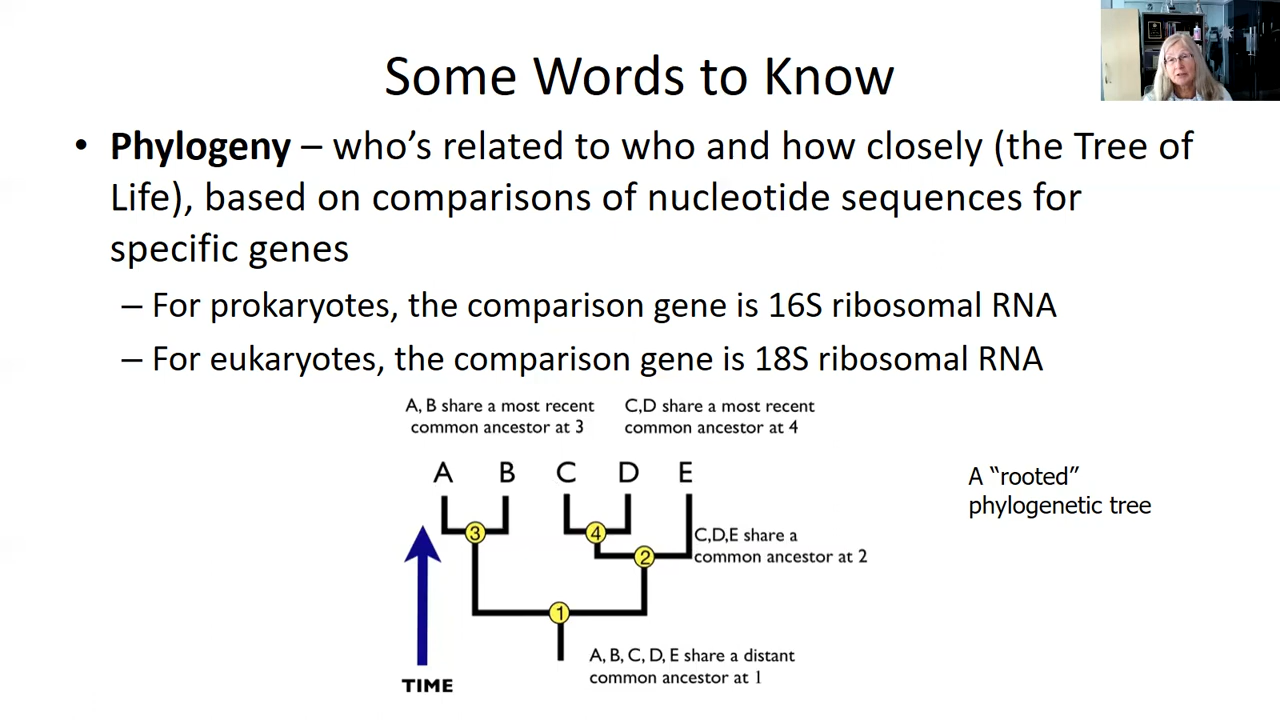 Some Words to Know
• Phylogeny – who’s related to who and how closely (the Tree of
Life), based on comparisons of nucleotide sequences for
specific genes
– For prokaryotes, the comparison gene is 16S ribosomal RNA
– For eukaryotes, the comparison gene is 18S ribosomal RNA
A, B share a most recent
common ancestor at 3
C,D share a most recent
common ancestor at 4
A B C D E
A “rooted”
phylogenetic tree
3 4
C,D,E share a
common ancestor at 2
2
1
A, B, C, D, E share a distant
common ancestor at 1
TIME